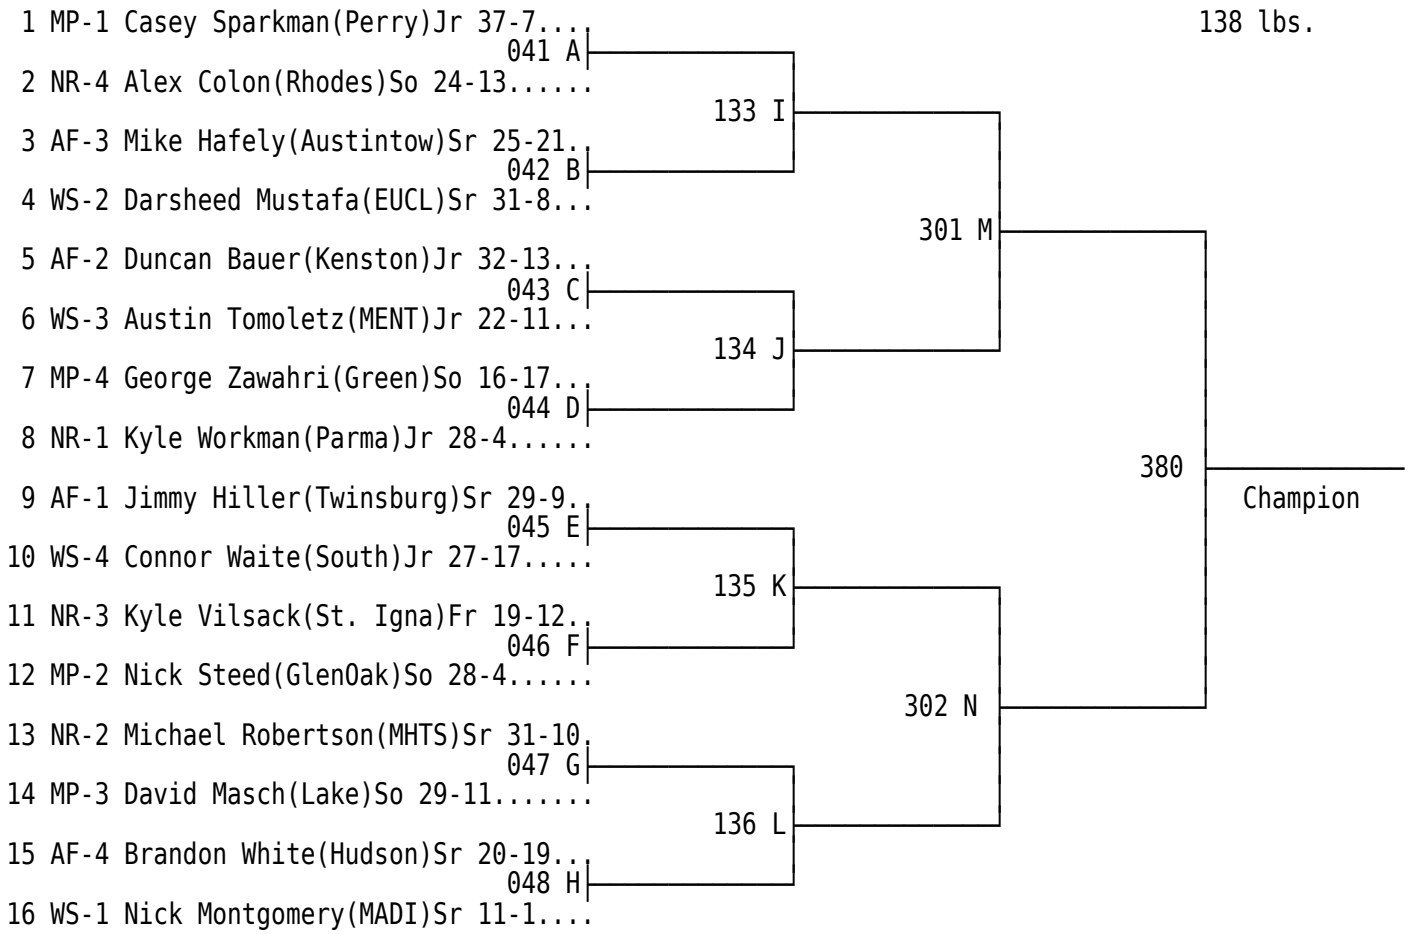 1 MP-1 Casey Sparkman(Perry)Jr 37-7....
138 lbs.
041 A
2 NR-4 Alex Colon(Rhodes)So 24-13......
133 I
3 AF-3 Mike Hafely(Austintow)Sr 25-21..
042 B
4 WS-2 Darsheed Mustafa(EUCL)Sr 31-8...
301 M
5 AF-2 Duncan Bauer(Kenston)Jr 32-13...
043 C
6 WS-3 Austin Tomoletz(MENT)Jr 22-11...
134 J
7 MP-4 George Zawahri(Green)So 16-17...
044 D
8 NR-1 Kyle Workman(Parma)Jr 28-4......
380
9 AF-1 Jimmy Hiller(Twinsburg)Sr 29-9..
Champion
045 E
10 WS-4 Connor Waite(South)Jr 27-17.....
135 K
11 NR-3 Kyle Vilsack(St. Igna)Fr 19-12..
046 F
12 MP-2 Nick Steed(GlenOak)So 28-4......
302 N
13 NR-2 Michael Robertson(MHTS)Sr 31-10.
047 G
14 MP-3 David Masch(Lake)So 29-11.......
136 L
15 AF-4 Brandon White(Hudson)Sr 20-19...
048 H
16 WS-1 Nick Montgomery(MADI)Sr 11-1....